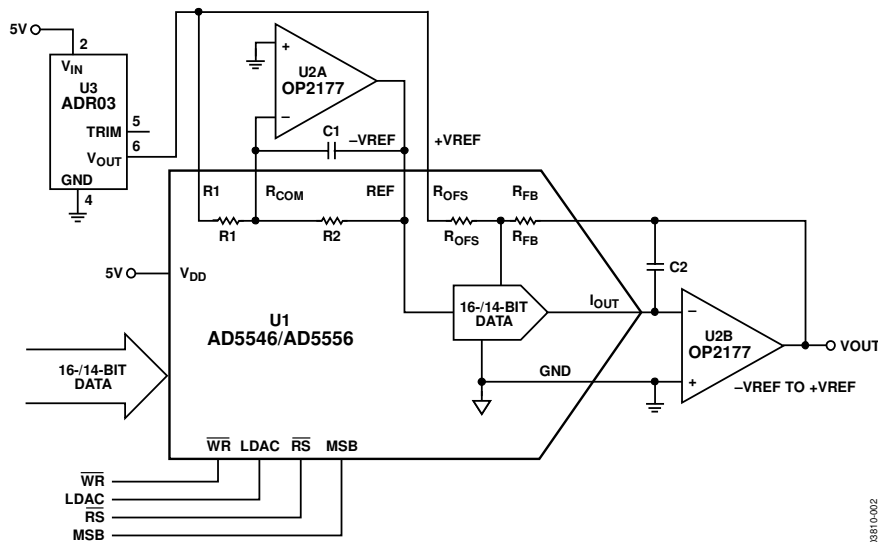 5V
2
VIN
U3
ADR03
TRIM
5
6
VOUT
GND
4
+
U2A
OP2177
–
C1
–VREF
+VREF
R1
RCOM
REF
ROFS
RFB
R1
R2
ROFS
RFB
5V
VDD
C2
U1
AD5546/AD5556
16-/14-BIT
DATA
IOUT
–
U2B
OP2177
+
VOUT
–VREF TO +VREF
GND
16-/14-BIT
DATA
WR LDAC RS MSB
WR
LDAC
RS
MSB
03810-002